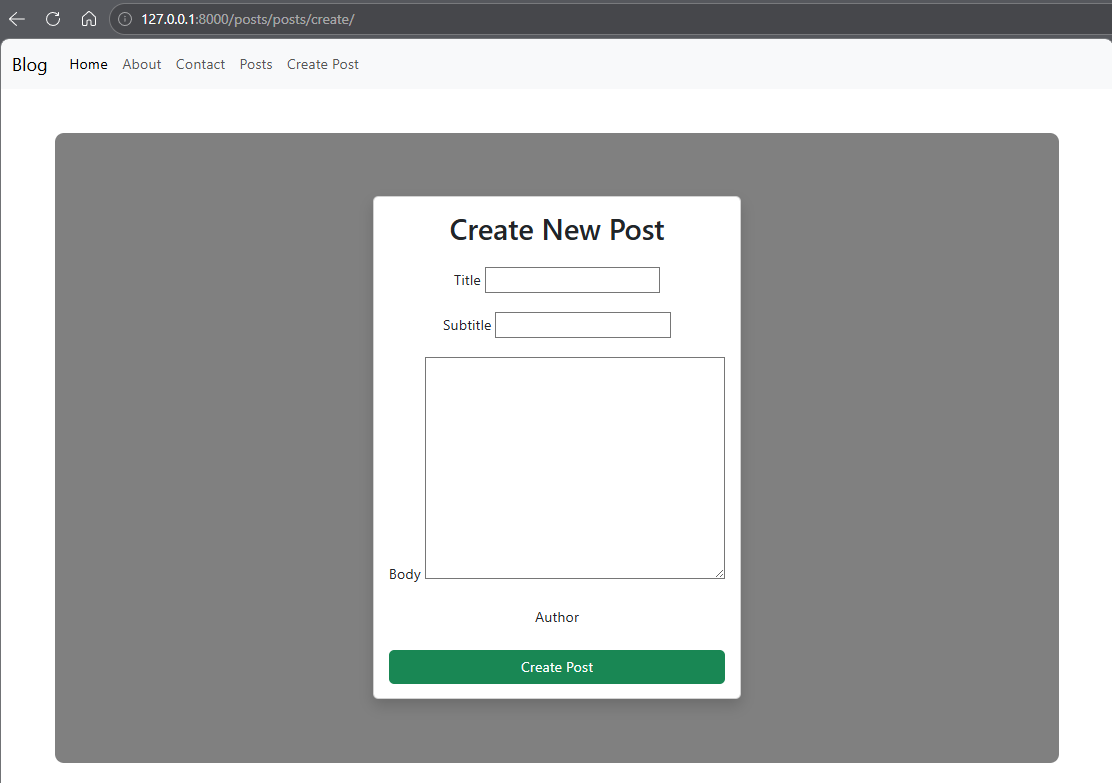 127.0.0.1:8000/posts/posts/create/
Blog Home About Contact Posts Create Post
Create New Post
Title
Subtitle
Body
Author
Create Post